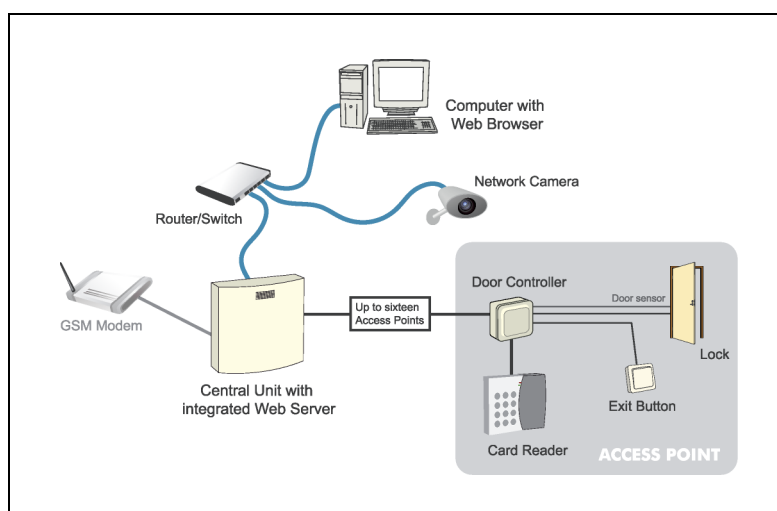 Computer with
Web Browser
Network Camera
Router/Switch
GSM Modem
Central Unit with
integrated Web Server
Up to sixteen
Access Points
Door Controller
Door sensor
Lock
Exit Button
Card Reader
ACCESS POINT